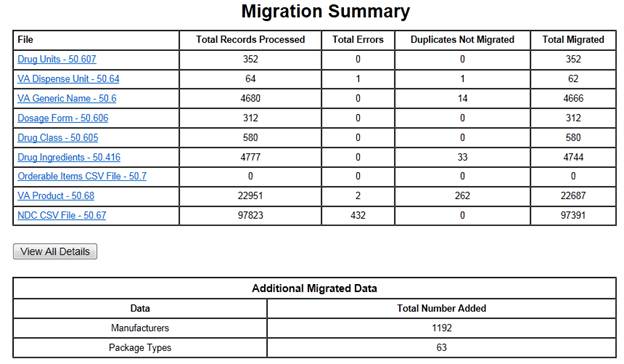 Migration Summary
File Total Records Processed Total Errors Duplicates Not Migrated Total Migrated
Drug Units - 50.607 352 0 0 352
VA Dispense Unit - 50.64 64 1 1 62
VA Generic Name - 50.6 4680 0 14 4666
Dosage Form - 50.606 312 0 0 312
Drug Class - 50.605 580 0 0 580
Drug Ingredients - 50.416 4777 0 33 4744
Orderable Items CSV File - 50.7 0 0 0 0
VA Product - 50.68 22951 2 262 22687
NDC CSV File - 50.67 97823 432 0 97391
View All Details
Additional Migrated Data
Data Total Number Added
Manufacturers 1192
Package Types 63